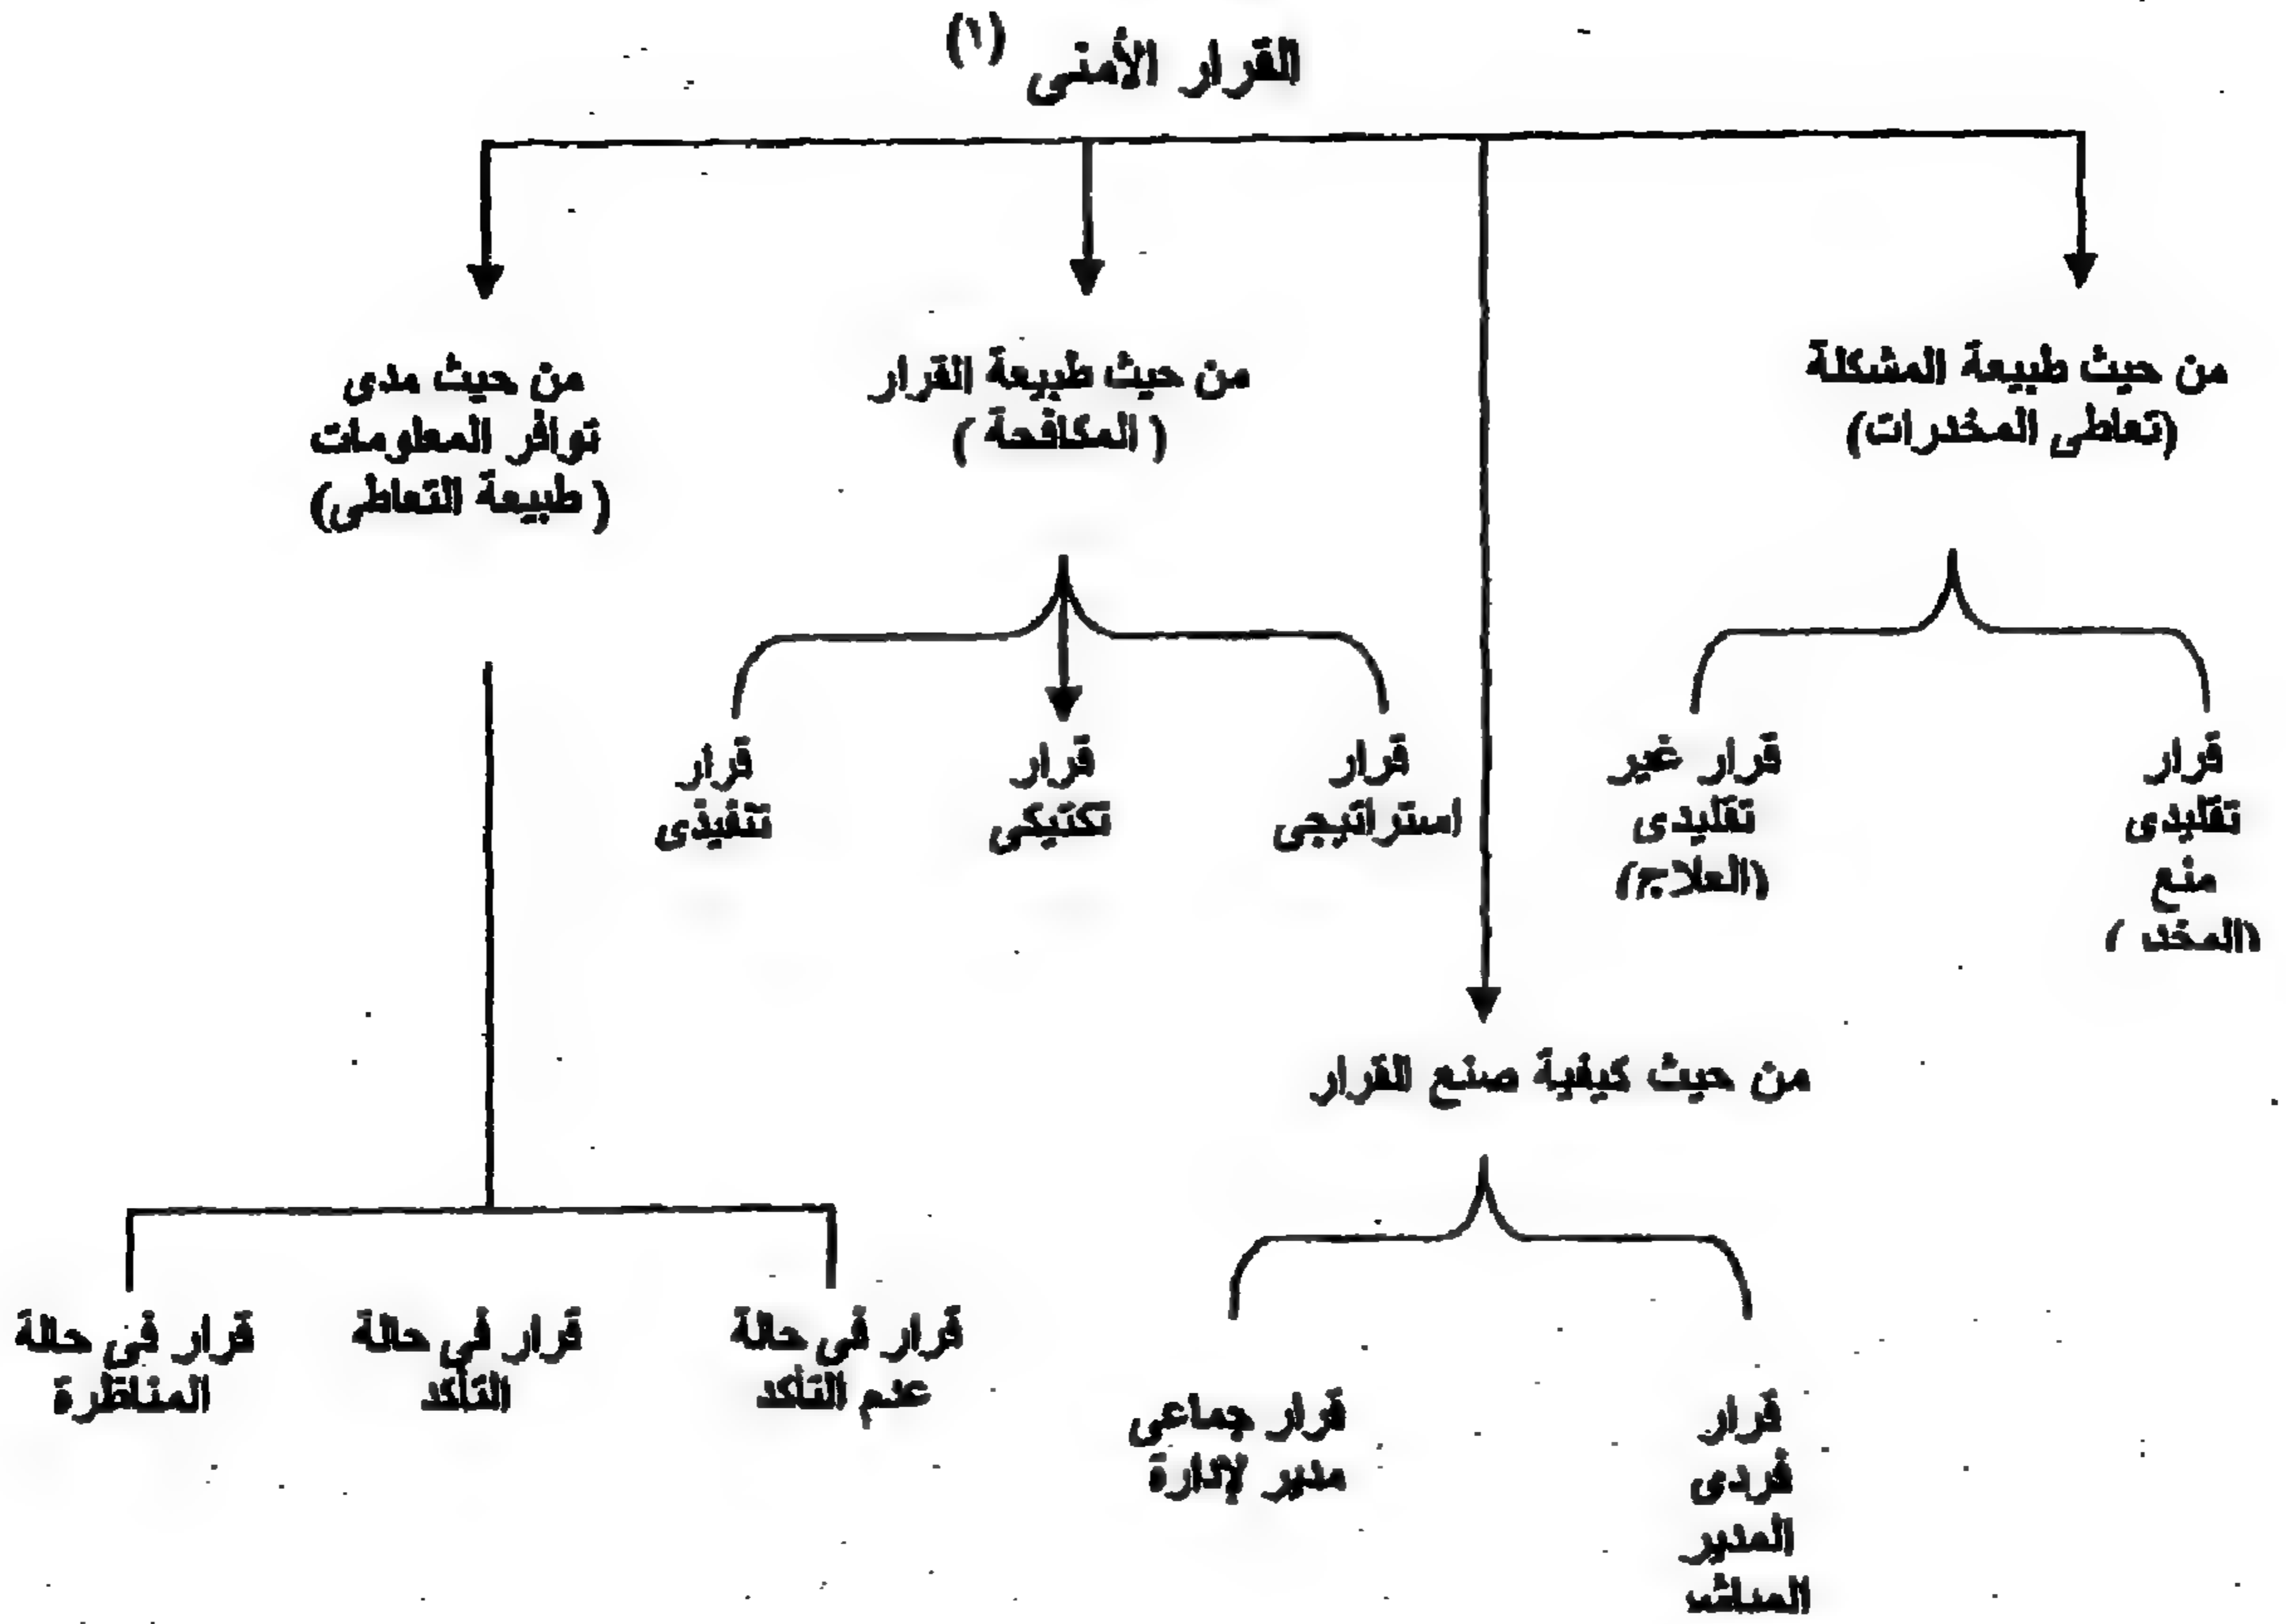 القرار الأمنى (١)
من حيث طبيعة المشكلة
(تعاطى المخدرات)
من حيث طبيعة القرار
( المكافحة )
من حيث مدى
توافر المعلومات
( طبيعة التعاطى)
قرار
تقليدى
منع
(المخدر )
قرار غير
تقليدى
(العلاج)
قرار
استراتيجى
قرار
تكتيكى
قرار
تنفيذى
من حيث كيفية صنع القرار
قرار
فردى
المدير
المباشر
قرار جماعى
مدير لإدارة
قرار فى حالة
عدم التأكد
قرار فى حالة
التأكد
قرار فى حالة
المناظرة